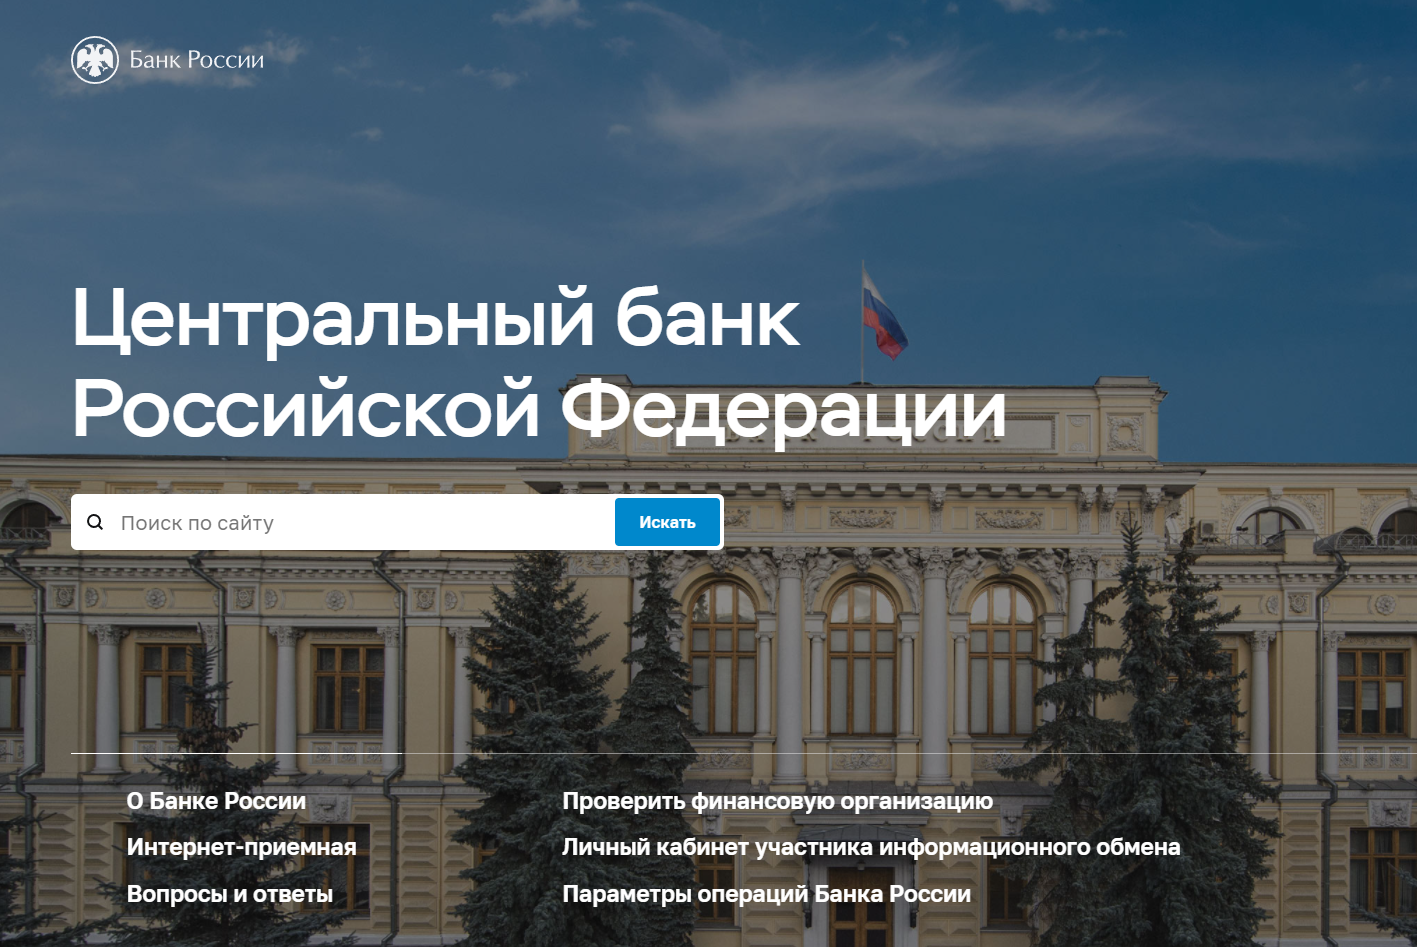 Банк России
Центральный банк
Российской Федерации
Поиск по сайту
Искать
О Банке России
Проверить финансовую организацию
Интернет-приемная
Личный кабинет участника информационного обмена
Вопросы и ответы
Параметры операций Банка России